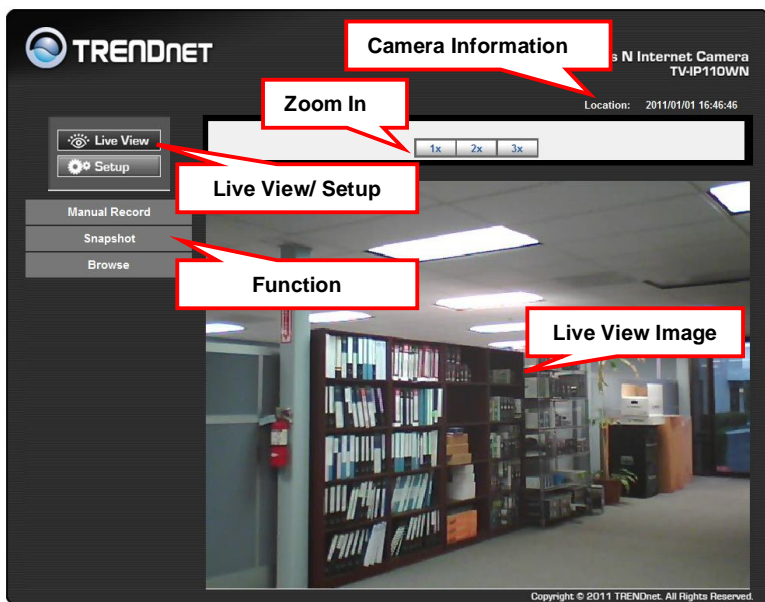 TRENDNET
Camera Information
s N Internet Camera
TV-IP110WN
Location: 2011/01/01 16:46:46
Zoom In
1x 2x 3x
Live View
Setup
Live View/ Setup
Manual Record
Snapshot
Browse
Function
Live View Image
Copyright © 2011 TRENDnet. All Rights Reserved.